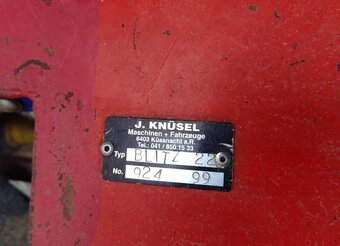 J. KNÜSEL
Maschinen + Fahrzeuge
6403 Küssnacht a.R.
Tel.: 041 / 850 15 33
Typ BLITZ 22
No. 924 99